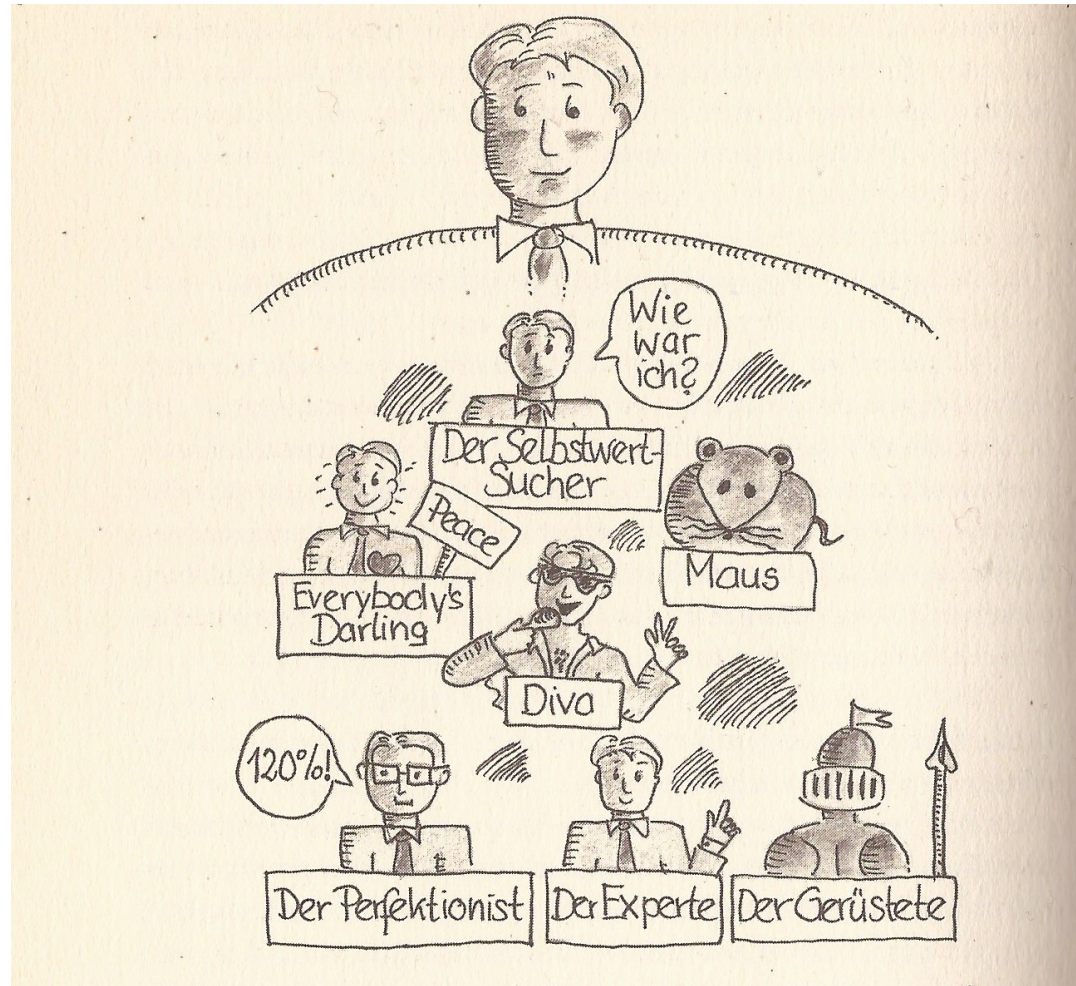 Wie
war
ich?
Der Selbstwert-
Sucher
Peace
Maus
Everybody's
Darling
Diva
120%!
Der Perfektionist
Der Experte
Der Gerüstete